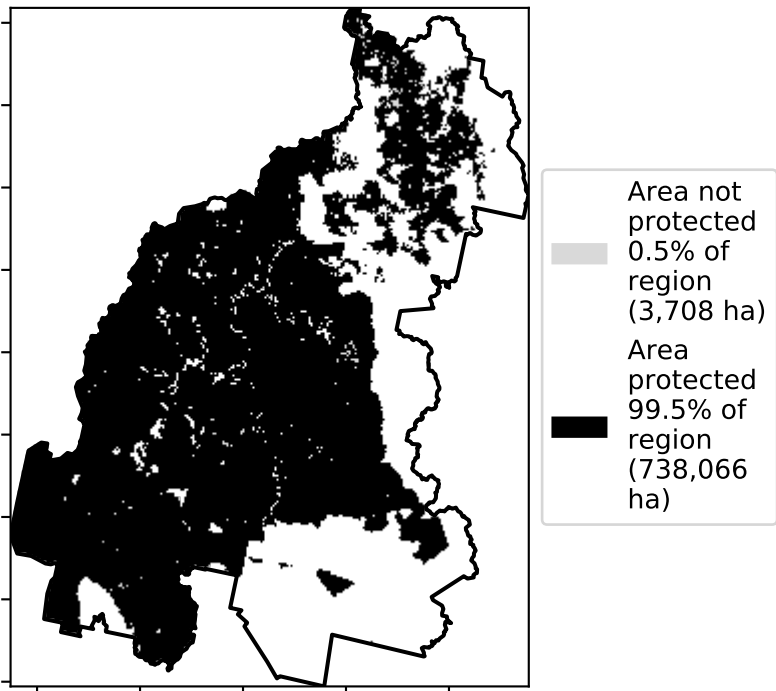 Area not
protected
0.5% of
region
(3,708 ha)
Area
protected
99.5% of
region
(738,066
ha)